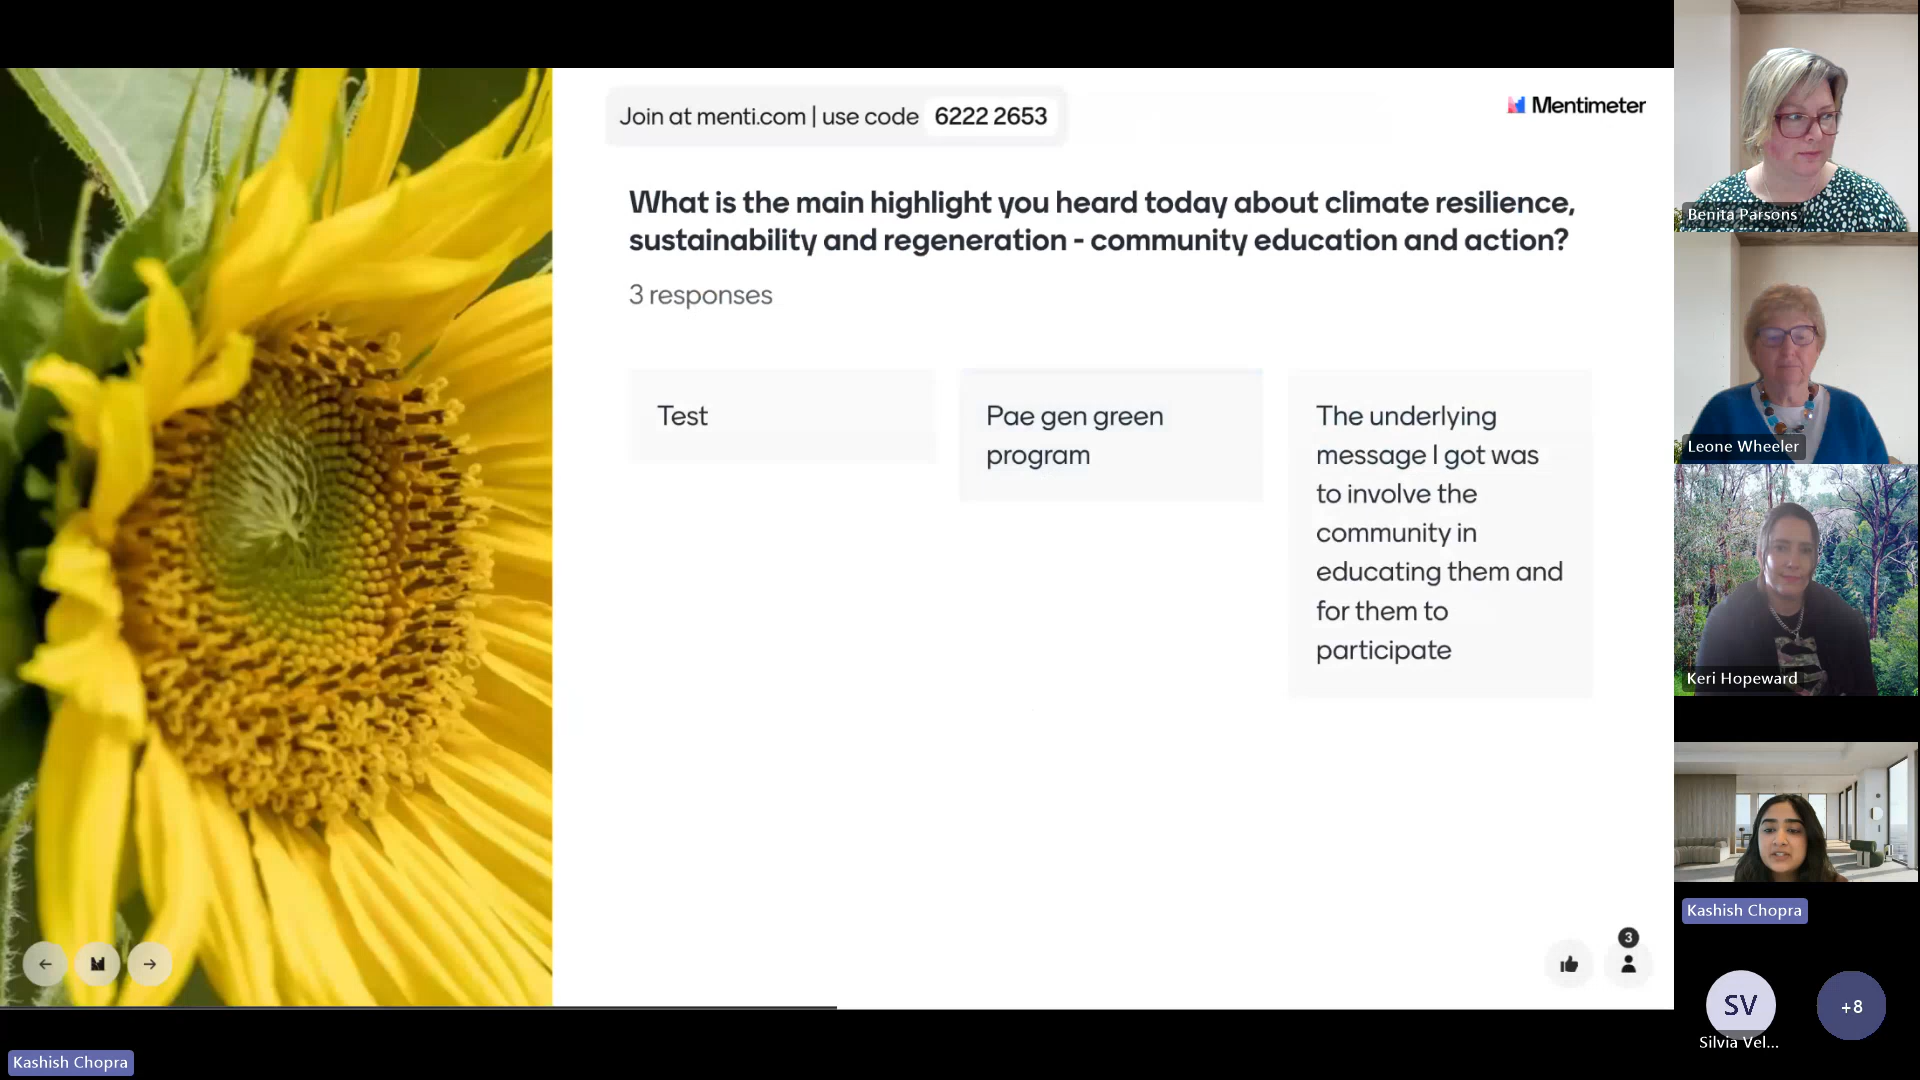 Join at menti.com | use code 6222 2653
Mentimeter
What is the main highlight you heard today about climate resilience,
sustainability and regeneration - community education and action?
3 responses
Test
Pae gen green
program
The underlying
message I got was
to involve the
community in
educating them and
for them to
participate
3
Benita Parsons
Leone Wheeler
Keri Hopeward
Kashish Chopra
SV
Silvia Vel...
+8
Kashish Chopra